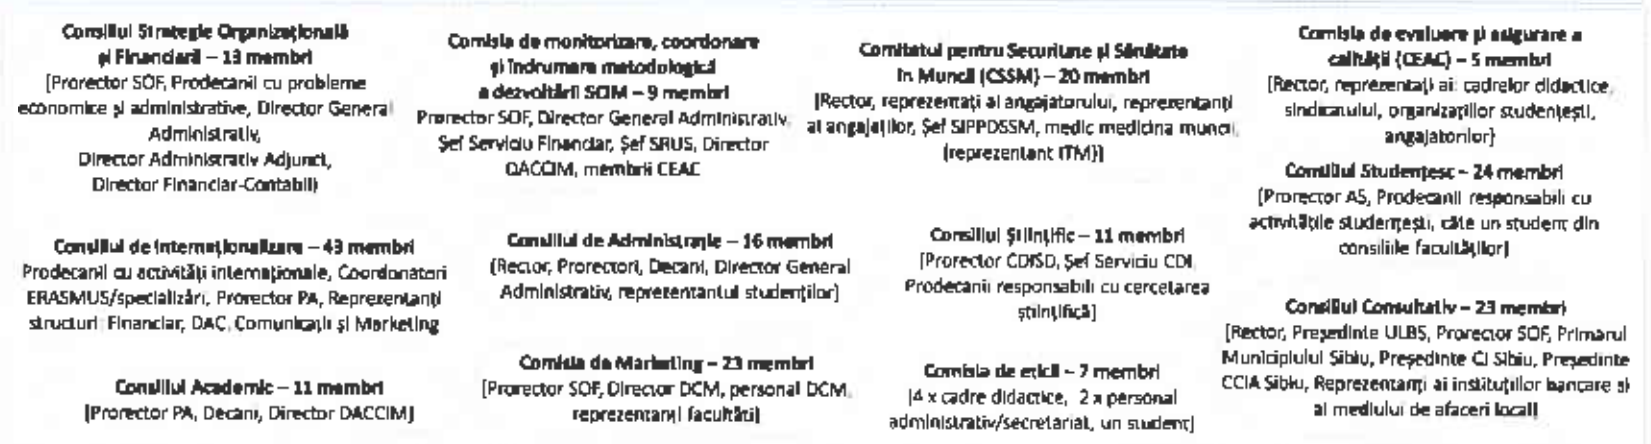 Consiliul Strategie Organizațională
și Financiară – 13 membri
[Prorector SOF, Prodecanii cu probleme
economice și administrative, Director General
Administrativ,
Director Administrativ Adjunct,
Director Financiar-Contabil)
Consiliul de Internaționalizare – 43 membri
Prodecanii cu activități internaționale, Coordonatori
ERASMUS/specializări, Prorector PA, Reprezentanți
structuri: Financiar, DAC, Comunicații și Marketing
Consiliul Academic – 11 membri
[Prorector PA, Decani, Director DACCIM]
Comisia de monitorizare, coordonare
și îndrumare metodologică
a dezvoltării SCIM – 9 membri
Prorector SOF, Director General Administrativ,
Șef Serviciu Financiar, Șef SRUS, Director
DACCIM, membrii CEAC
Consiliul de Administrație – 16 membri
(Rector, Prorectori, Decani, Director General
Administrativ, reprezentantul studenților]
Comisia de Marketing – 23 membri
[Prorector SOF, Director DCM, personal DCM,
reprezentanți facultăți]
Comitetul pentru Securitate și Sănătate
în Muncă (CSSM) – 20 membri
[Rector, reprezentați al angajatorului, reprezentanți
ai angajaților, Șef SIPPDSSM, medic medicina muncii,
(reprezentant ITM)]
Consiliul Științific – 11 membri
[Prorector CDISD, Șef Serviciu CDI,
Prodecanii responsabili cu cercetarea
științifică]
Comisia de etică – 7 membri
[4 x cadre didactice, 2 x personal
administrativ/secretariat, un student]
Comisia de evaluare și asigurare a
calității (CEAC) – 5 membri
[Rector, reprezentați ai: cadrelor didactice,
sindicatului, organizațiilor studențești,
angajatorilor]
Consiliul Studențesc – 24 membri
[Prorector AS, Prodecanii responsabili cu
activitățile studențești, câte un student din
consiliile facultăților]
Consiliul Consultativ – 23 membri
[Rector, Președinte ULBS, Prorector SOF, Primarul
Municipiului Sibiu, Președinte CJ Sibiu, Președinte
CCIA Sibiu, Reprezentanți ai instituțiilor bancare și
ai mediului de afaceri local]